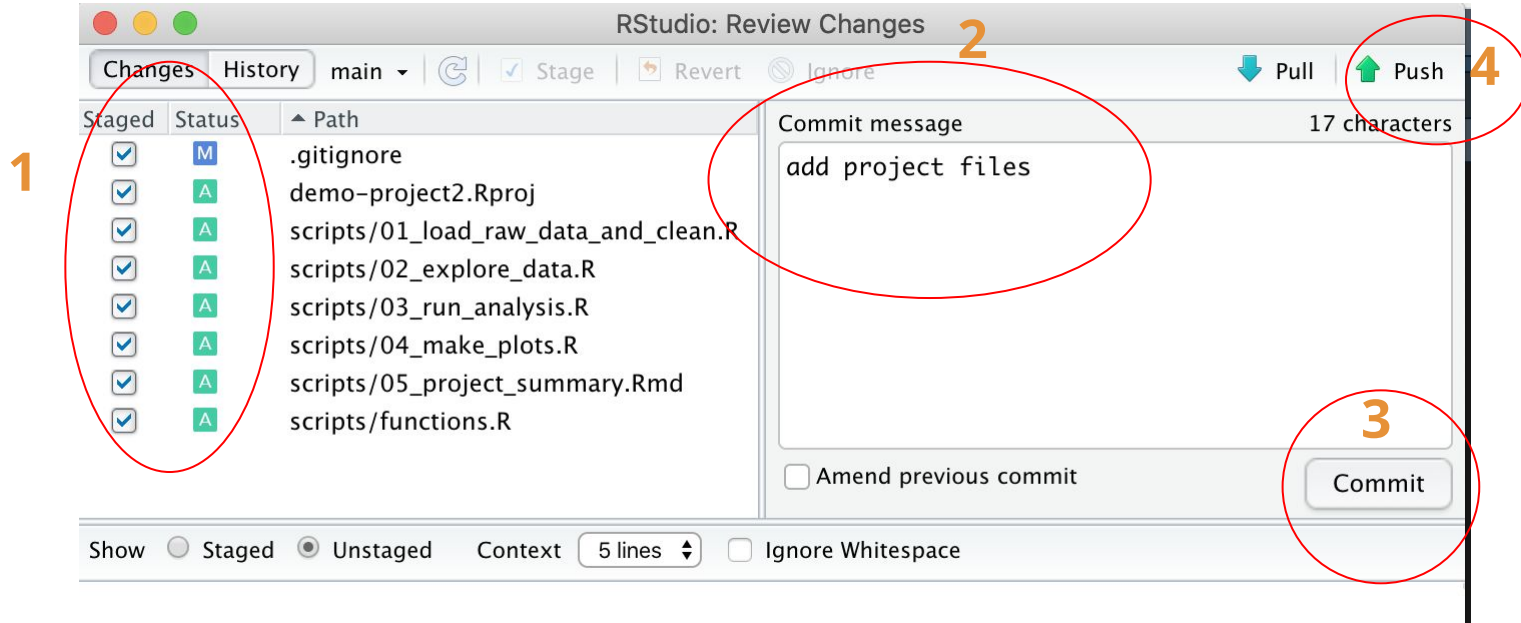 RStudio: Review Changes
2
Changes History main Stage Revert Ignore Pull Push 4
Staged Status Path
Commit message 17 characters
1
M .gitignore
A demo-project2.Rproj
A scripts/01_load_raw_data_and_clean.R
A scripts/02_explore_data.R
A scripts/03_run_analysis.R
A scripts/04_make_plots.R
A scripts/05_project_summary.Rmd
A scripts/functions.R
add project files
3
Amend previous commit Commit
Show Staged Unstaged Context 5 lines Ignore Whitespace